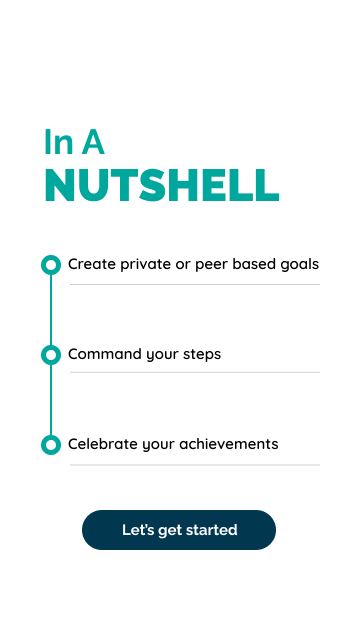 In A
NUTSHELL
Create private or peer based goals
Command your steps
Celebrate your achievements
Let's get started